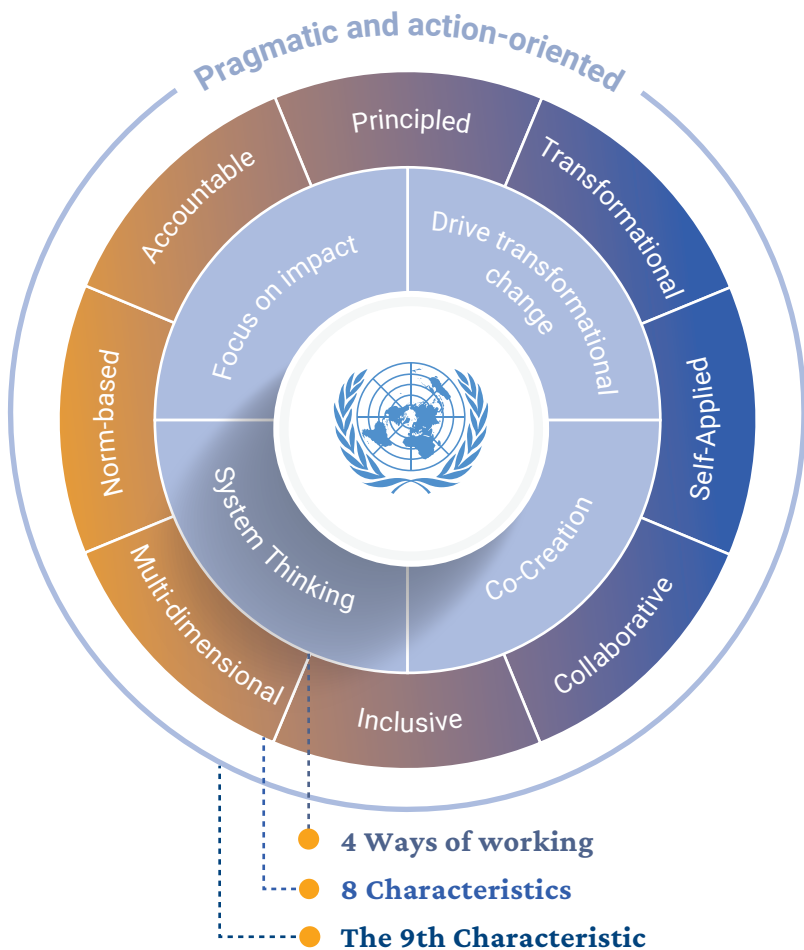 Pragmatic and action-oriented
Principled
Transformational
Self-Applied
Collaborative
Inclusive
Multi-dimensional
Norm-based
Accountable
Focus on impact
Drive transformational
change
Co-Creation
System Thinking
4 Ways of working
8 Characteristics
The 9th Characteristic